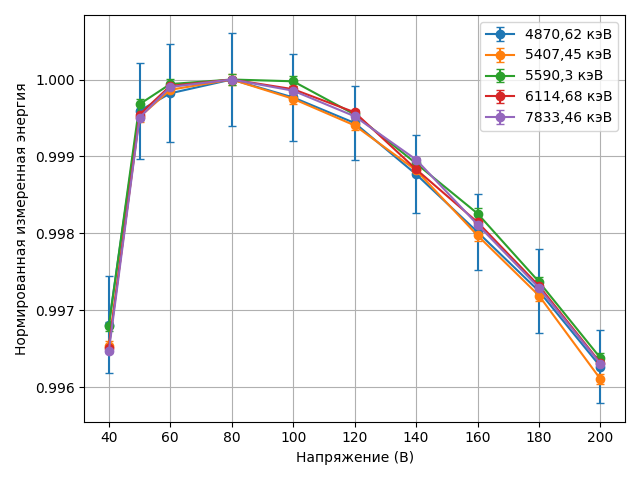 4870,62 кэВ
5407,45 кэВ
5590,3 кэВ
6114,68 кэВ
7833,46 кэВ
Нормированная измеренная энергия
1.000
0.999
0.998
0.997
0.996
40 60 80 100 120 140 160 180 200
Напряжение (В)